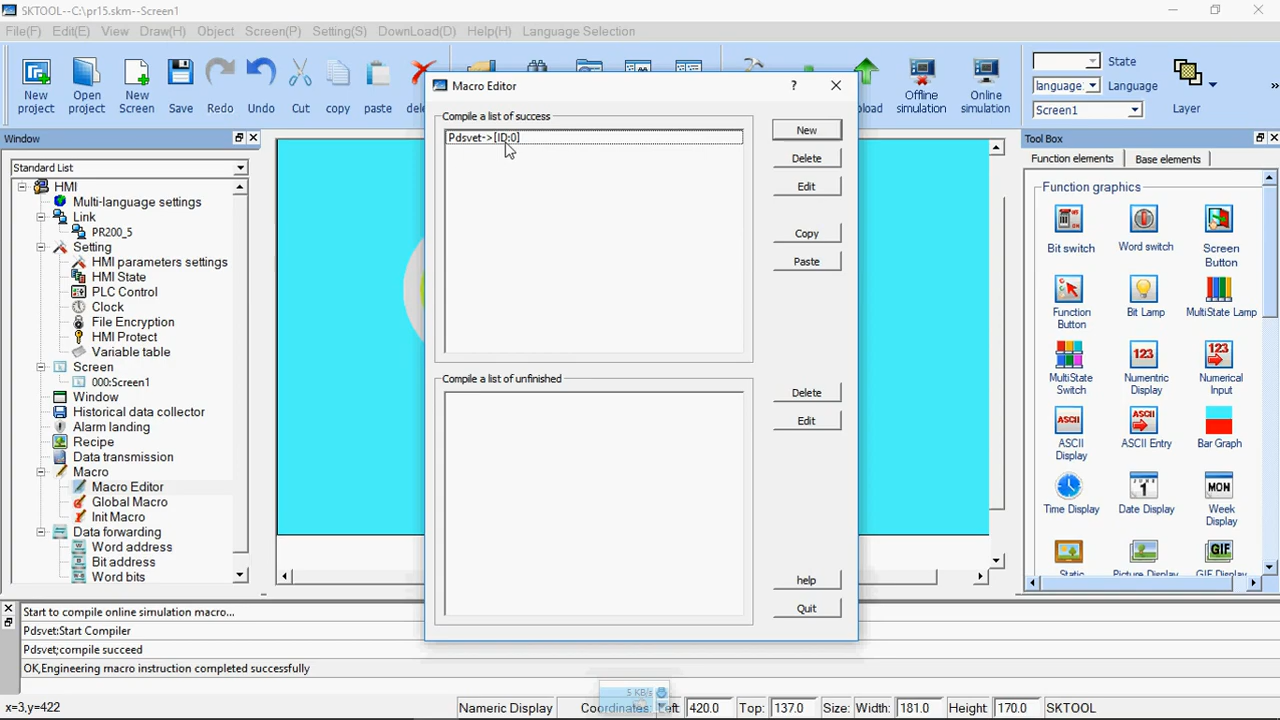 SKTOOL--C:\pr15.skm--Screen1
File(F) Edit(E) View Draw(H) Object Screen(P) Setting(S) DownLoad(D) Help(H) Language Selection
New project
Open project
New Screen
Save
Redo
Undo
Cut
copy
paste
Offline simulation
Online simulation
State
language Language
Screen1
Layer
Window
Standard List
HMI
Multi-language settings
Link
PR200_5
Setting
HMI parameters settings
HMI State
PLC Control
Clock
File Encryption
HMI Protect
Variable table
Screen
000:Screen1
Window
Historical data collector
Alarm landing
Recipe
Data transmission
Macro
Macro Editor
Global Macro
Init Macro
Data forwarding
Word address
Bit address
Word bits
Macro Editor
Compile a list of success
Pdsvet->[ID:0]
New
Delete
Edit
Copy
Paste
Compile a list of unfinished
Delete
Edit
help
Quit
Tool Box
Function elements Base elements
Function graphics
Bit switch
Word switch
Screen Button
Function Button
Bit Lamp
MultiState Lamp
MultiState Switch
Numeric Display
Numerical Input
ASCII Display
ASCII Entry
Bar Graph
Time Display
Date Display
Week Display
Static
Picture Display
GIF Display
Start to compile online simulation macro...
Pdsvet:Start Compiler
Pdsvet;compile succeed
OK,Engineering macro instruction completed successfully
5 KB/s
x=3,y=422
Nameric Display Coordinates Left 420.0 Top: 137.0 Size: Width: 181.0 Height 170.0 SKTOOL